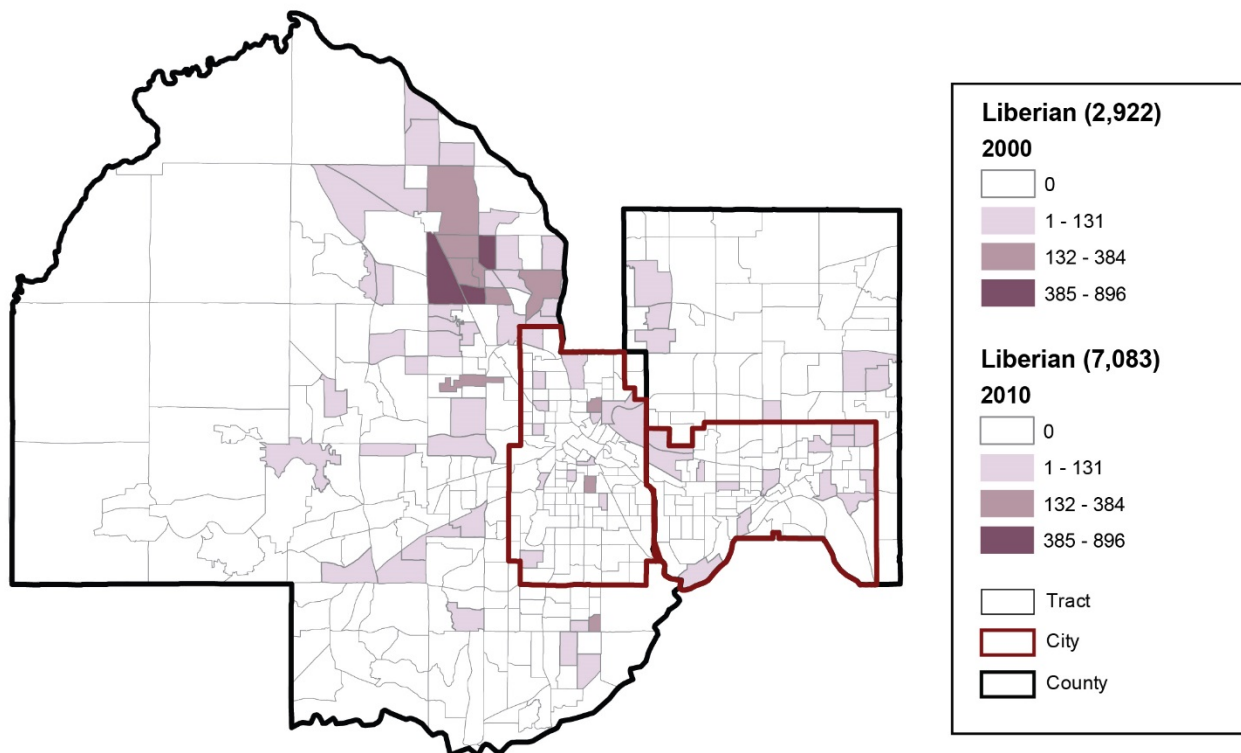 Liberian (2,922)
2000
0
1 - 131
132 - 384
385 - 896
Liberian (7,083)
2010
0
1 - 131
132 - 384
385 - 896
Tract
City
County